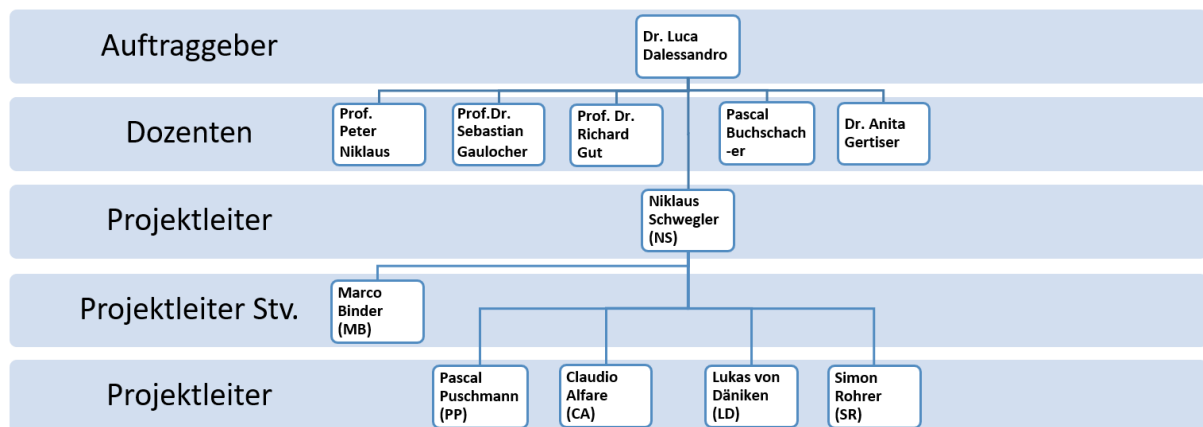 Auftraggeber
Dr. Luca
Dalessandro
Dozenten
Prof.
Peter
Niklaus
Prof.Dr.
Sebastian
Gaulocher
Prof. Dr.
Richard
Gut
Pascal
Buchschach
-er
Dr. Anita
Gertiser
Projektleiter
Niklaus
Schwegler
(NS)
Projektleiter Stv.
Marco
Binder
(MB)
Projektleiter
Pascal
Puschmann
(PP)
Claudio
Alfare
(CA)
Lukas von
Däniken
(LD)
Simon
Rohrer
(SR)